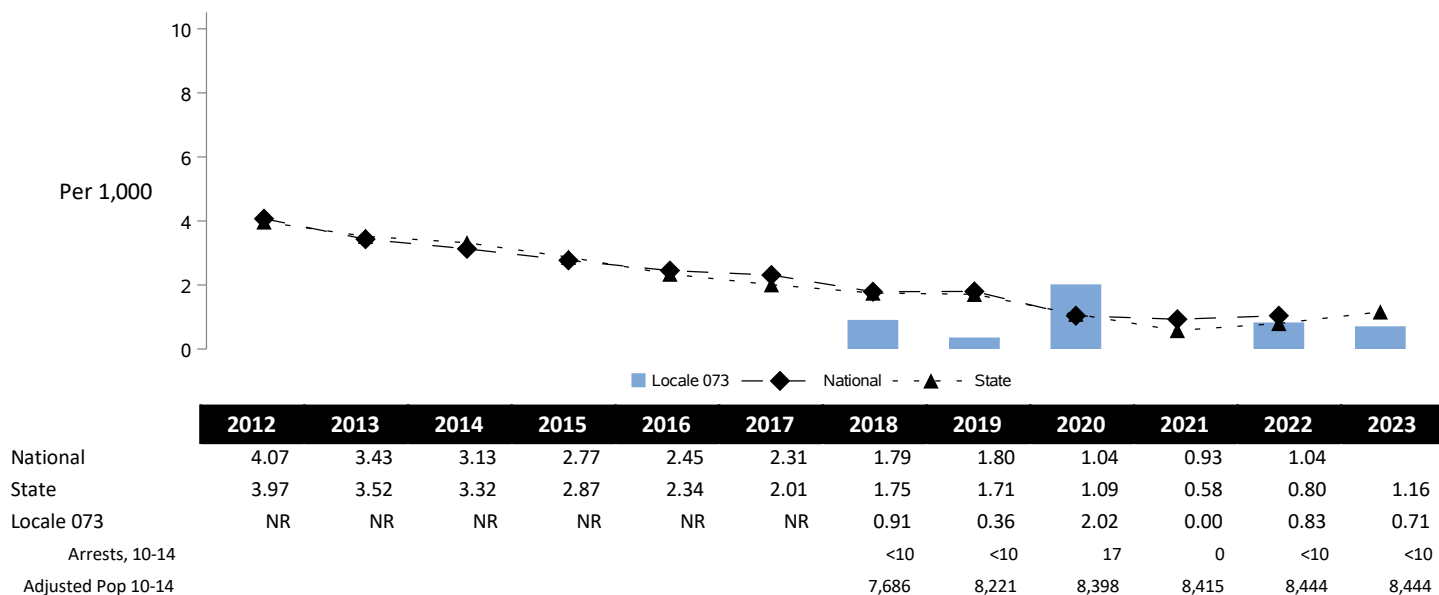 10
8
6
Per 1,000
4
2
0
Locale 073 National State
2012 2013 2014 2015 2016 2017 2018 2019 2020 2021 2022 2023
National 4.07 3.43 3.13 2.77 2.45 2.31 1.79 1.80 1.04 0.93 1.04
State 3.97 3.52 3.32 2.87 2.34 2.01 1.75 1.71 1.09 0.58 0.80 1.16
Locale 073 NR NR NR NR NR NR 0.91 0.36 2.02 0.00 0.83 0.71
Arrests, 10-14 <10 <10 17 0 <10 <10
Adjusted Pop 10-14 7,686 8,221 8,398 8,415 8,444 8,444